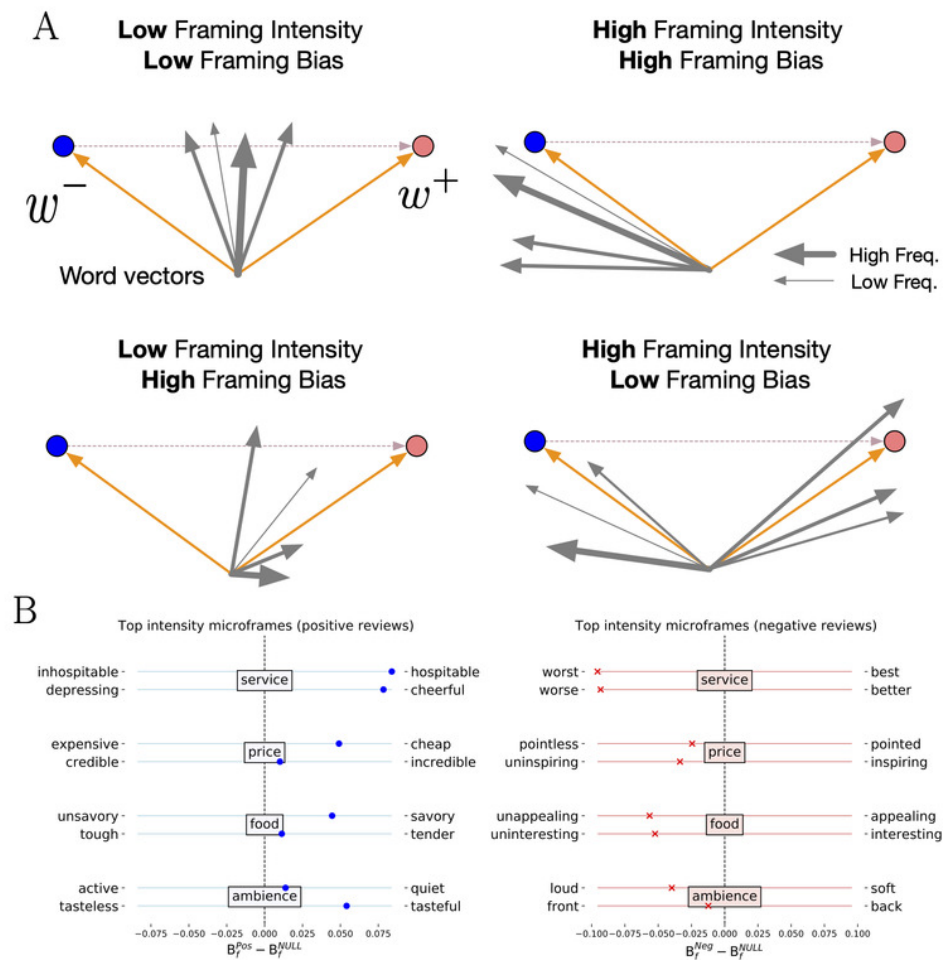 A
Low Framing Intensity
Low Framing Bias
High Framing Intensity
High Framing Bias
w−
w+
Word vectors
High Freq.
Low Freq.
Low Framing Intensity
High Framing Bias
High Framing Intensity
Low Framing Bias
B
Top intensity microframes (positive reviews)
inhospitable
hospitable
service
depressing
cheerful
expensive
cheap
price
credible
incredible
unsavory
savory
food
tough
tender
active
quiet
ambience
tasteless
tasteful
−0.075 −0.050 −0.025 0.000 0.025 0.050 0.075
B_f^Pos − B_f^NULL
Top intensity microframes (negative reviews)
worst
best
service
worse
better
pointless
pointed
price
uninspiring
inspiring
unappealing
appealing
food
uninteresting
interesting
loud
soft
ambience
front
back
−0.100 −0.075 −0.050 −0.025 0.000 0.025 0.050 0.075 0.100
B_f^Neg − B_f^NULL